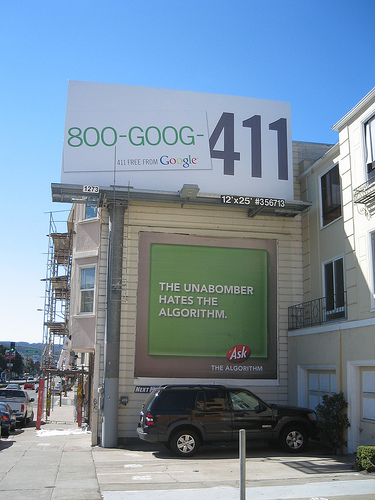 800-GOOG-411
411 FREE FROM Google
1273
12'x25' #356713
THE UNABOMBER
HATES THE
ALGORITHM.
Ask
THE ALGORITHM
NEXT